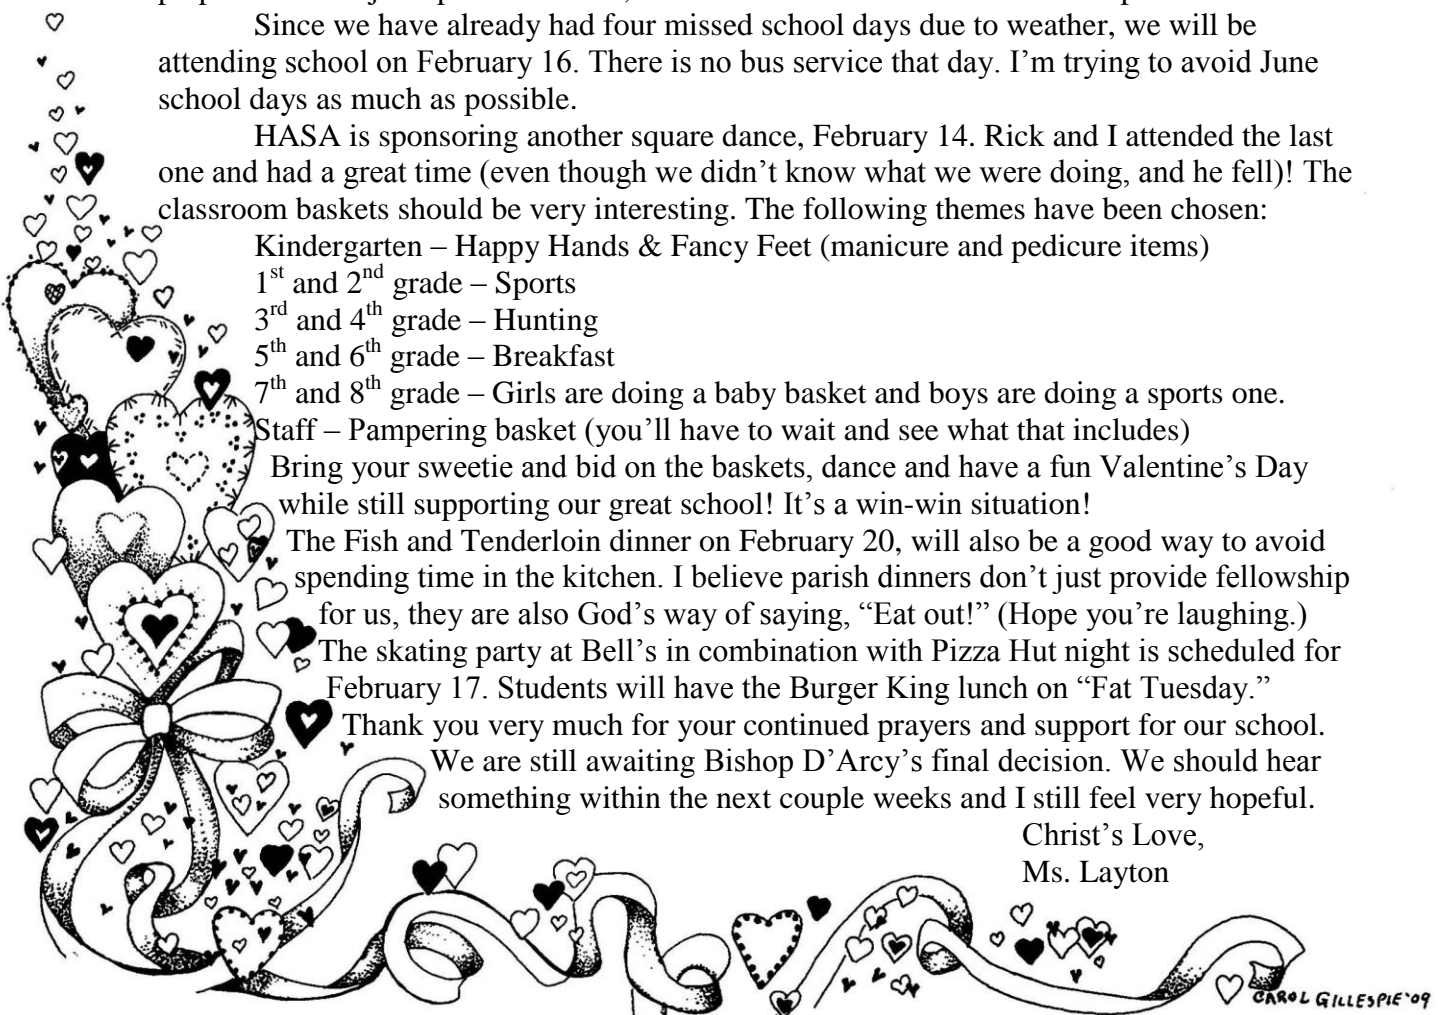 Since we have already had four missed school days due to weather, we will be
attending school on February 16. There is no bus service that day. I’m trying to avoid June
school days as much as possible.
HASA is sponsoring another square dance, February 14. Rick and I attended the last
one and had a great time (even though we didn’t know what we were doing, and he fell)! The
classroom baskets should be very interesting. The following themes have been chosen:
Kindergarten – Happy Hands & Fancy Feet (manicure and pedicure items)
1st and 2nd grade – Sports
3rd and 4th grade – Hunting
5th and 6th grade – Breakfast
7th and 8th grade – Girls are doing a baby basket and boys are doing a sports one.
Staff – Pampering basket (you’ll have to wait and see what that includes)
Bring your sweetie and bid on the baskets, dance and have a fun Valentine’s Day
while still supporting our great school! It’s a win-win situation!
The Fish and Tenderloin dinner on February 20, will also be a good way to avoid
spending time in the kitchen. I believe parish dinners don’t just provide fellowship
for us, they are also God’s way of saying, “Eat out!” (Hope you’re laughing.)
The skating party at Bell’s in combination with Pizza Hut night is scheduled for
February 17. Students will have the Burger King lunch on “Fat Tuesday.”
Thank you very much for your continued prayers and support for our school.
We are still awaiting Bishop D’Arcy’s final decision. We should hear
something within the next couple weeks and I still feel very hopeful.
Christ’s Love,
Ms. Layton
CAROL GILLESPIE '09